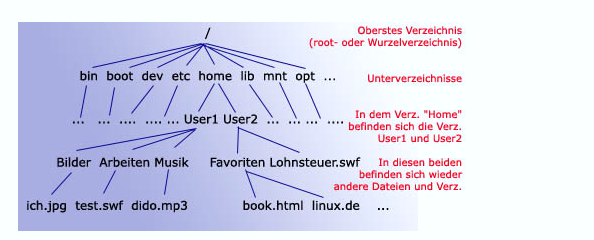 /
Oberstes Verzeichnis
(root- oder Wurzelverzeichnis)
bin boot dev etc home lib mnt opt ...
Unterverzeichnisse
... ... .... .... ... User1 User2 ... ... ... ....
In dem Verz. "Home"
befinden sich die Verz.
User1 und User2
Bilder Arbeiten Musik Favoriten Lohnsteuer.swf
In diesen beiden
befinden sich wieder
andere Dateien und Verz.
ich.jpg test.swf dido.mp3 book.html linux.de ...